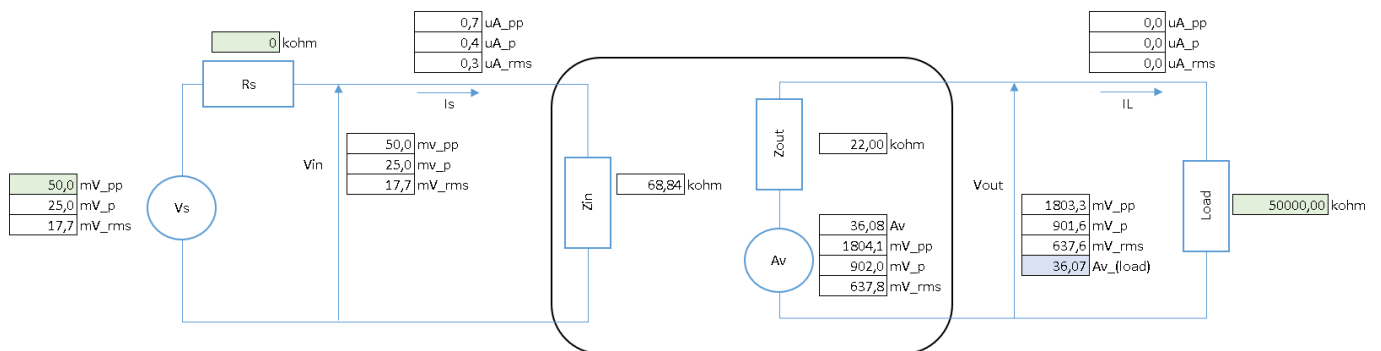 0 kohm
Rs
0,7 uA_pp
0,4 uA_p
0,3 uA_rms
Is
50,0 mV_pp
25,0 mV_p
17,7 mV_rms
Vs
Vin
50,0 mv_pp
25,0 mv_p
17,7 mV_rms
Zin
68,84 kohm
Zout
22,00 kohm
Av
36,08 Av
1804,1 mV_pp
902,0 mV_p
637,8 mV_rms
Vout
1803,3 mV_pp
901,6 mV_p
637,6 mV_rms
36,07 Av_(load)
0,0 uA_pp
0,0 uA_p
0,0 uA_rms
IL
Load
50000,00 kohm